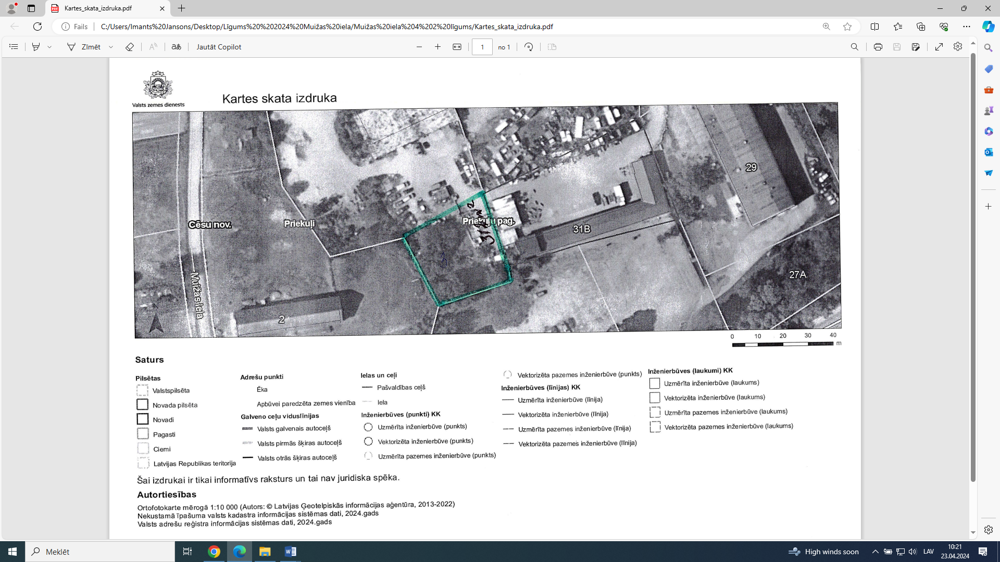 Kartes_skata_izdruka.pdf
Fails
C:/Users/Imants%20Jansons/Desktop/Līgums%20%202024%20Muižas%20iela/Muižas%20iela%204%202%20līgums/Kartes_skata_izdruka.pdf
Zīmēt
Jautāt Copilot
1
no 1
Valsts zemes dienests
Kartes skata izdruka
29
Cēsu nov.
Priekuļi
Priekuļu pag.
31B
3
27A
Muižas iela
2
N
0 10 20 30 40
m
Saturs
Pilsētas
Valstspilsēta
Novada pilsēta
Novadi
Pagasti
Ciemi
Latvijas Republikas teritorija
Adrešu punkti
Ēka
Apbūvei paredzēta zemes vienība
Galveno ceļu viduslīnijas
Valsts galvenais autoceļš
Valsts pirmās šķiras autoceļš
Valsts otrās šķiras autoceļš
Ielas un ceļi
Pašvaldības ceļš
Iela
Inženierbūves (punkti) KK
Uzmērīta inženierbūve (punkts)
Vektorizēta inženierbūve (punkts)
Uzmērīta pazemes inženierbūve (punkts)
Vektorizēta pazemes inženierbūve (punkts)
Inženierbūves (līnijas) KK
Uzmērīta inženierbūve (līnija)
Vektorizēta inženierbūve (līnija)
Uzmērīta pazemes inženierbūve (līnija)
Vektorizēta pazemes inženierbūve (līnija)
Inženierbūves (laukumi) KK
Uzmērīta inženierbūve (laukums)
Vektorizēta inženierbūve (laukums)
Uzmērīta pazemes inženierbūve (laukums)
Vektorizēta pazemes inženierbūve (laukums)
Šai izdrukai ir tikai informatīvs raksturs un tai nav juridiska spēka.
Autortiesības
Ortofotokarte mērogā 1:10 000 (Autors: © Latvijas Ģeotelpiskās informācijas aģentūra, 2013-2022)
Nekustamā īpašuma valsts kadastra informācijas sistēmas dati, 2024.gads
Valsts adrešu reģistra informācijas sistēmas dati, 2024.gads
Meklēt
High winds soon
LAV
10:21
23.04.2024